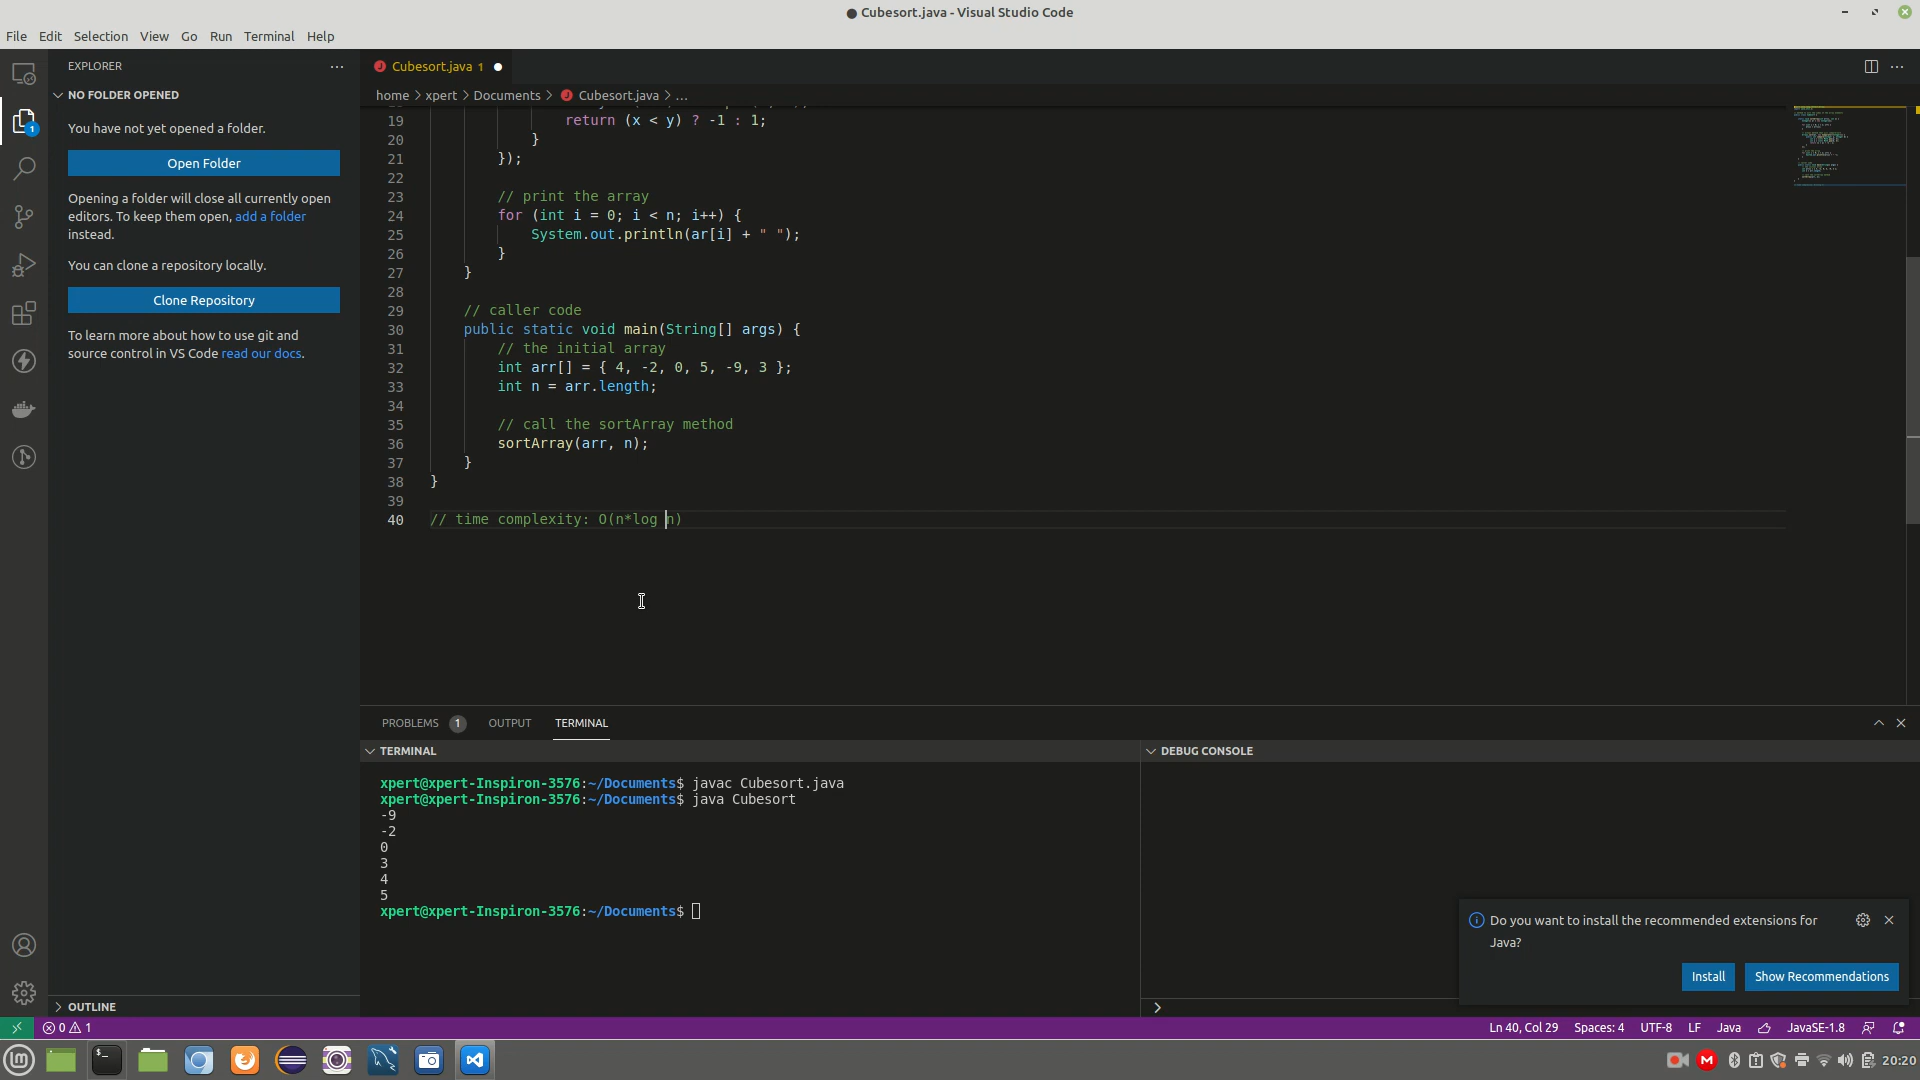 Cubesort.java - Visual Studio Code
File Edit Selection View Go Run Terminal Help
EXPLORER
NO FOLDER OPENED
You have not yet opened a folder.
Open Folder
Opening a folder will close all currently open
editors. To keep them open, add a folder
instead.
You can clone a repository locally.
Clone Repository
To learn more about how to use git and
source control in VS Code read our docs.
OUTLINE
1
Cubesort.java 1
home > xpert > Documents > Cubesort.java > ...
19 return (x < y) ? -1 : 1;
20 }
21 });
22
23 // print the array
24 for (int i = 0; i < n; i++) {
25 System.out.println(ar[i] + " ");
26 }
27 }
28
29 // caller code
30 public static void main(String[] args) {
31 // the initial array
32 int arr[] = { 4, -2, 0, 5, -9, 3 };
33 int n = arr.length;
34
35 // call the sortArray method
36 sortArray(arr, n);
37 }
38 }
39
40 // time complexity: O(n*log n)
PROBLEMS 1 OUTPUT TERMINAL
TERMINAL
xpert@xpert-Inspiron-3576:~/Documents$ javac Cubesort.java
xpert@xpert-Inspiron-3576:~/Documents$ java Cubesort
-9
-2
0
3
4
5
xpert@xpert-Inspiron-3576:~/Documents$
DEBUG CONSOLE
Do you want to install the recommended extensions for
Java?
Install Show Recommendations
0 1 Ln 40, Col 29 Spaces: 4 UTF-8 LF Java JavaSE-1.8
20:20